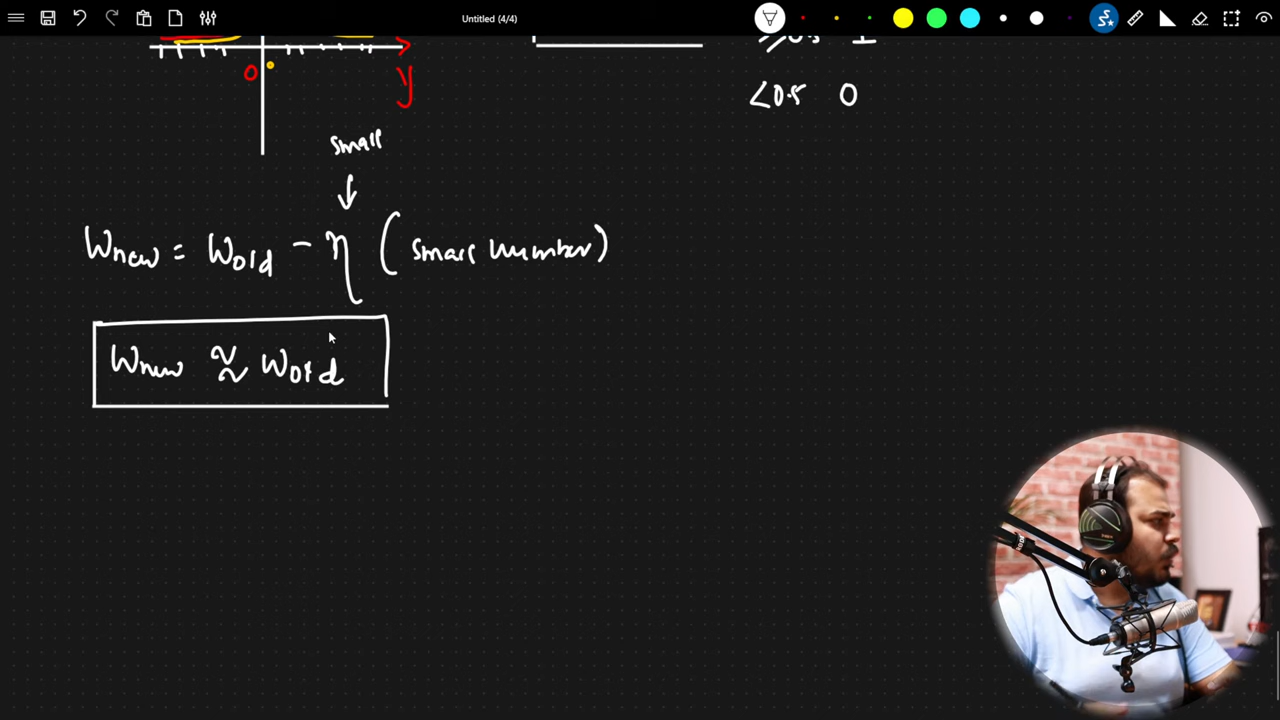 Untitled (4/4)
y
0
<0.5 0
small
Wnew = Wold - η (small number)
Wnew ≈ Wold